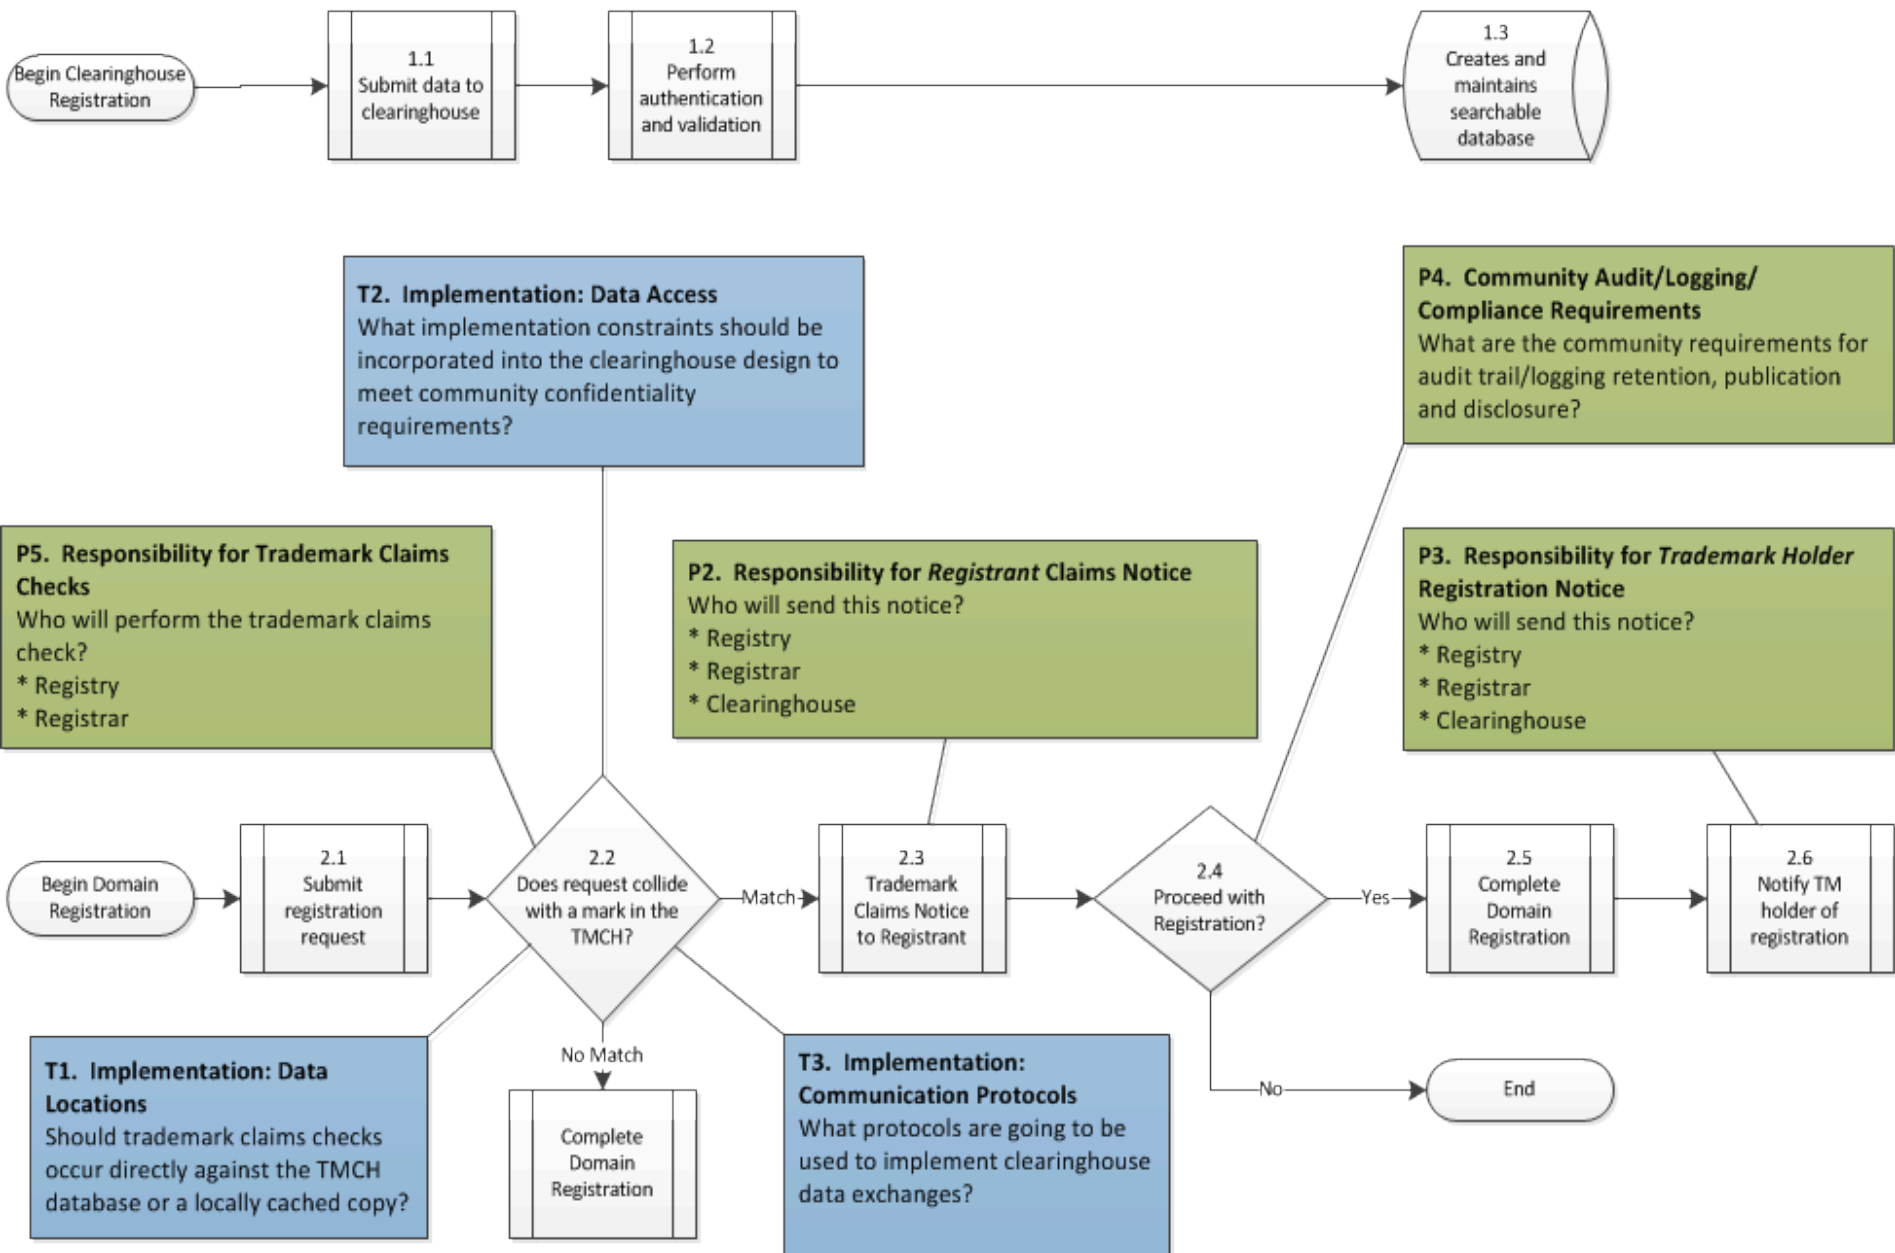 Begin Clearinghouse
Registration
1.1
Submit data to
clearinghouse
1.2
Perform
authentication
and validation
1.3
Creates and
maintains
searchable
database
T2. Implementation: Data Access
What implementation constraints should be
incorporated into the clearinghouse design to
meet community confidentiality
requirements?
P4. Community Audit/Logging/
Compliance Requirements
What are the community requirements for
audit trail/logging retention, publication
and disclosure?
P5. Responsibility for Trademark Claims
Checks
Who will perform the trademark claims
check?
* Registry
* Registrar
P2. Responsibility for Registrant Claims Notice
Who will send this notice?
* Registry
* Registrar
* Clearinghouse
P3. Responsibility for Trademark Holder
Registration Notice
Who will send this notice?
* Registry
* Registrar
* Clearinghouse
Begin Domain
Registration
2.1
Submit
registration
request
2.2
Does request collide
with a mark in the
TMCH?
Match
2.3
Trademark
Claims Notice
to Registrant
2.4
Proceed with
Registration?
Yes
2.5
Complete
Domain
Registration
2.6
Notify TM
holder of
registration
T1. Implementation: Data
Locations
Should trademark claims checks
occur directly against the TMCH
database or a locally cached copy?
No Match
Complete
Domain
Registration
T3. Implementation:
Communication Protocols
What protocols are going to be
used to implement clearinghouse
data exchanges?
No
End